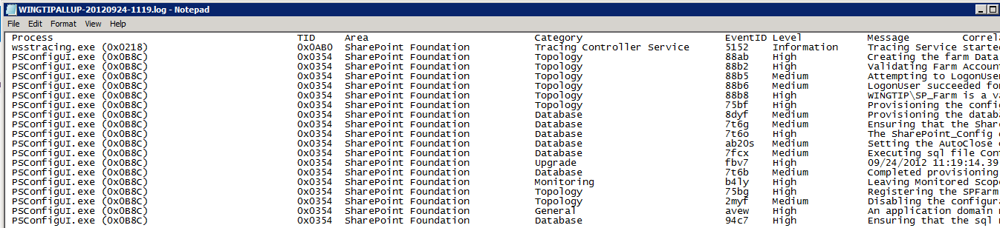 WINGTIPALLUP-20120924-1119.log - Notepad
File Edit Format View Help
Process TID Area Category EventID Level Message Correla
wsstracing.exe (0x0218) 0x0AB0 SharePoint Foundation Tracing Controller Service 5152 Information Tracing Service started
PSConfigUI.exe (0x0B8C) 0x0354 SharePoint Foundation Topology 88ab High Creating the farm Data
PSConfigUI.exe (0x0B8C) 0x0354 SharePoint Foundation Topology 88b2 High Validating Farm Account
PSConfigUI.exe (0x0B8C) 0x0354 SharePoint Foundation Topology 88b5 Medium Attempting to LogonUser
PSConfigUI.exe (0x0B8C) 0x0354 SharePoint Foundation Topology 88b6 Medium LogonUser succeeded for
PSConfigUI.exe (0x0B8C) 0x0354 SharePoint Foundation Topology 88b8 High WINGTIP\SP_Farm is a va
PSConfigUI.exe (0x0B8C) 0x0354 SharePoint Foundation Topology 75bf High Provisioning the config
PSConfigUI.exe (0x0B8C) 0x0354 SharePoint Foundation Database 8dyf Medium Provisioning the databa
PSConfigUI.exe (0x0B8C) 0x0354 SharePoint Foundation Database 7t6g Medium Ensuring that the Shar
PSConfigUI.exe (0x0B8C) 0x0354 SharePoint Foundation Database 7t6o High The SharePoint_Config
PSConfigUI.exe (0x0B8C) 0x0354 SharePoint Foundation Database ab20s Medium Setting the AutoClose
PSConfigUI.exe (0x0B8C) 0x0354 SharePoint Foundation Database 7fcx Medium Executing sql file Con
PSConfigUI.exe (0x0B8C) 0x0354 SharePoint Foundation Upgrade fbv7 High 09/24/2012 11:19:14.39
PSConfigUI.exe (0x0B8C) 0x0354 SharePoint Foundation Database 7t6b Medium Completed provisioning
PSConfigUI.exe (0x0B8C) 0x0354 SharePoint Foundation Monitoring b4ly High Leaving Monitored Scope
PSConfigUI.exe (0x0B8C) 0x0354 SharePoint Foundation Topology 75bg High Registering the SPFarm
PSConfigUI.exe (0x0B8C) 0x0354 SharePoint Foundation Topology 2myf Medium Disabling the configura
PSConfigUI.exe (0x0B8C) 0x0354 SharePoint Foundation General avew High An application domain
PSConfigUI.exe (0x0B8C) 0x0354 SharePoint Foundation Database 94c7 High Ensuring that the sql